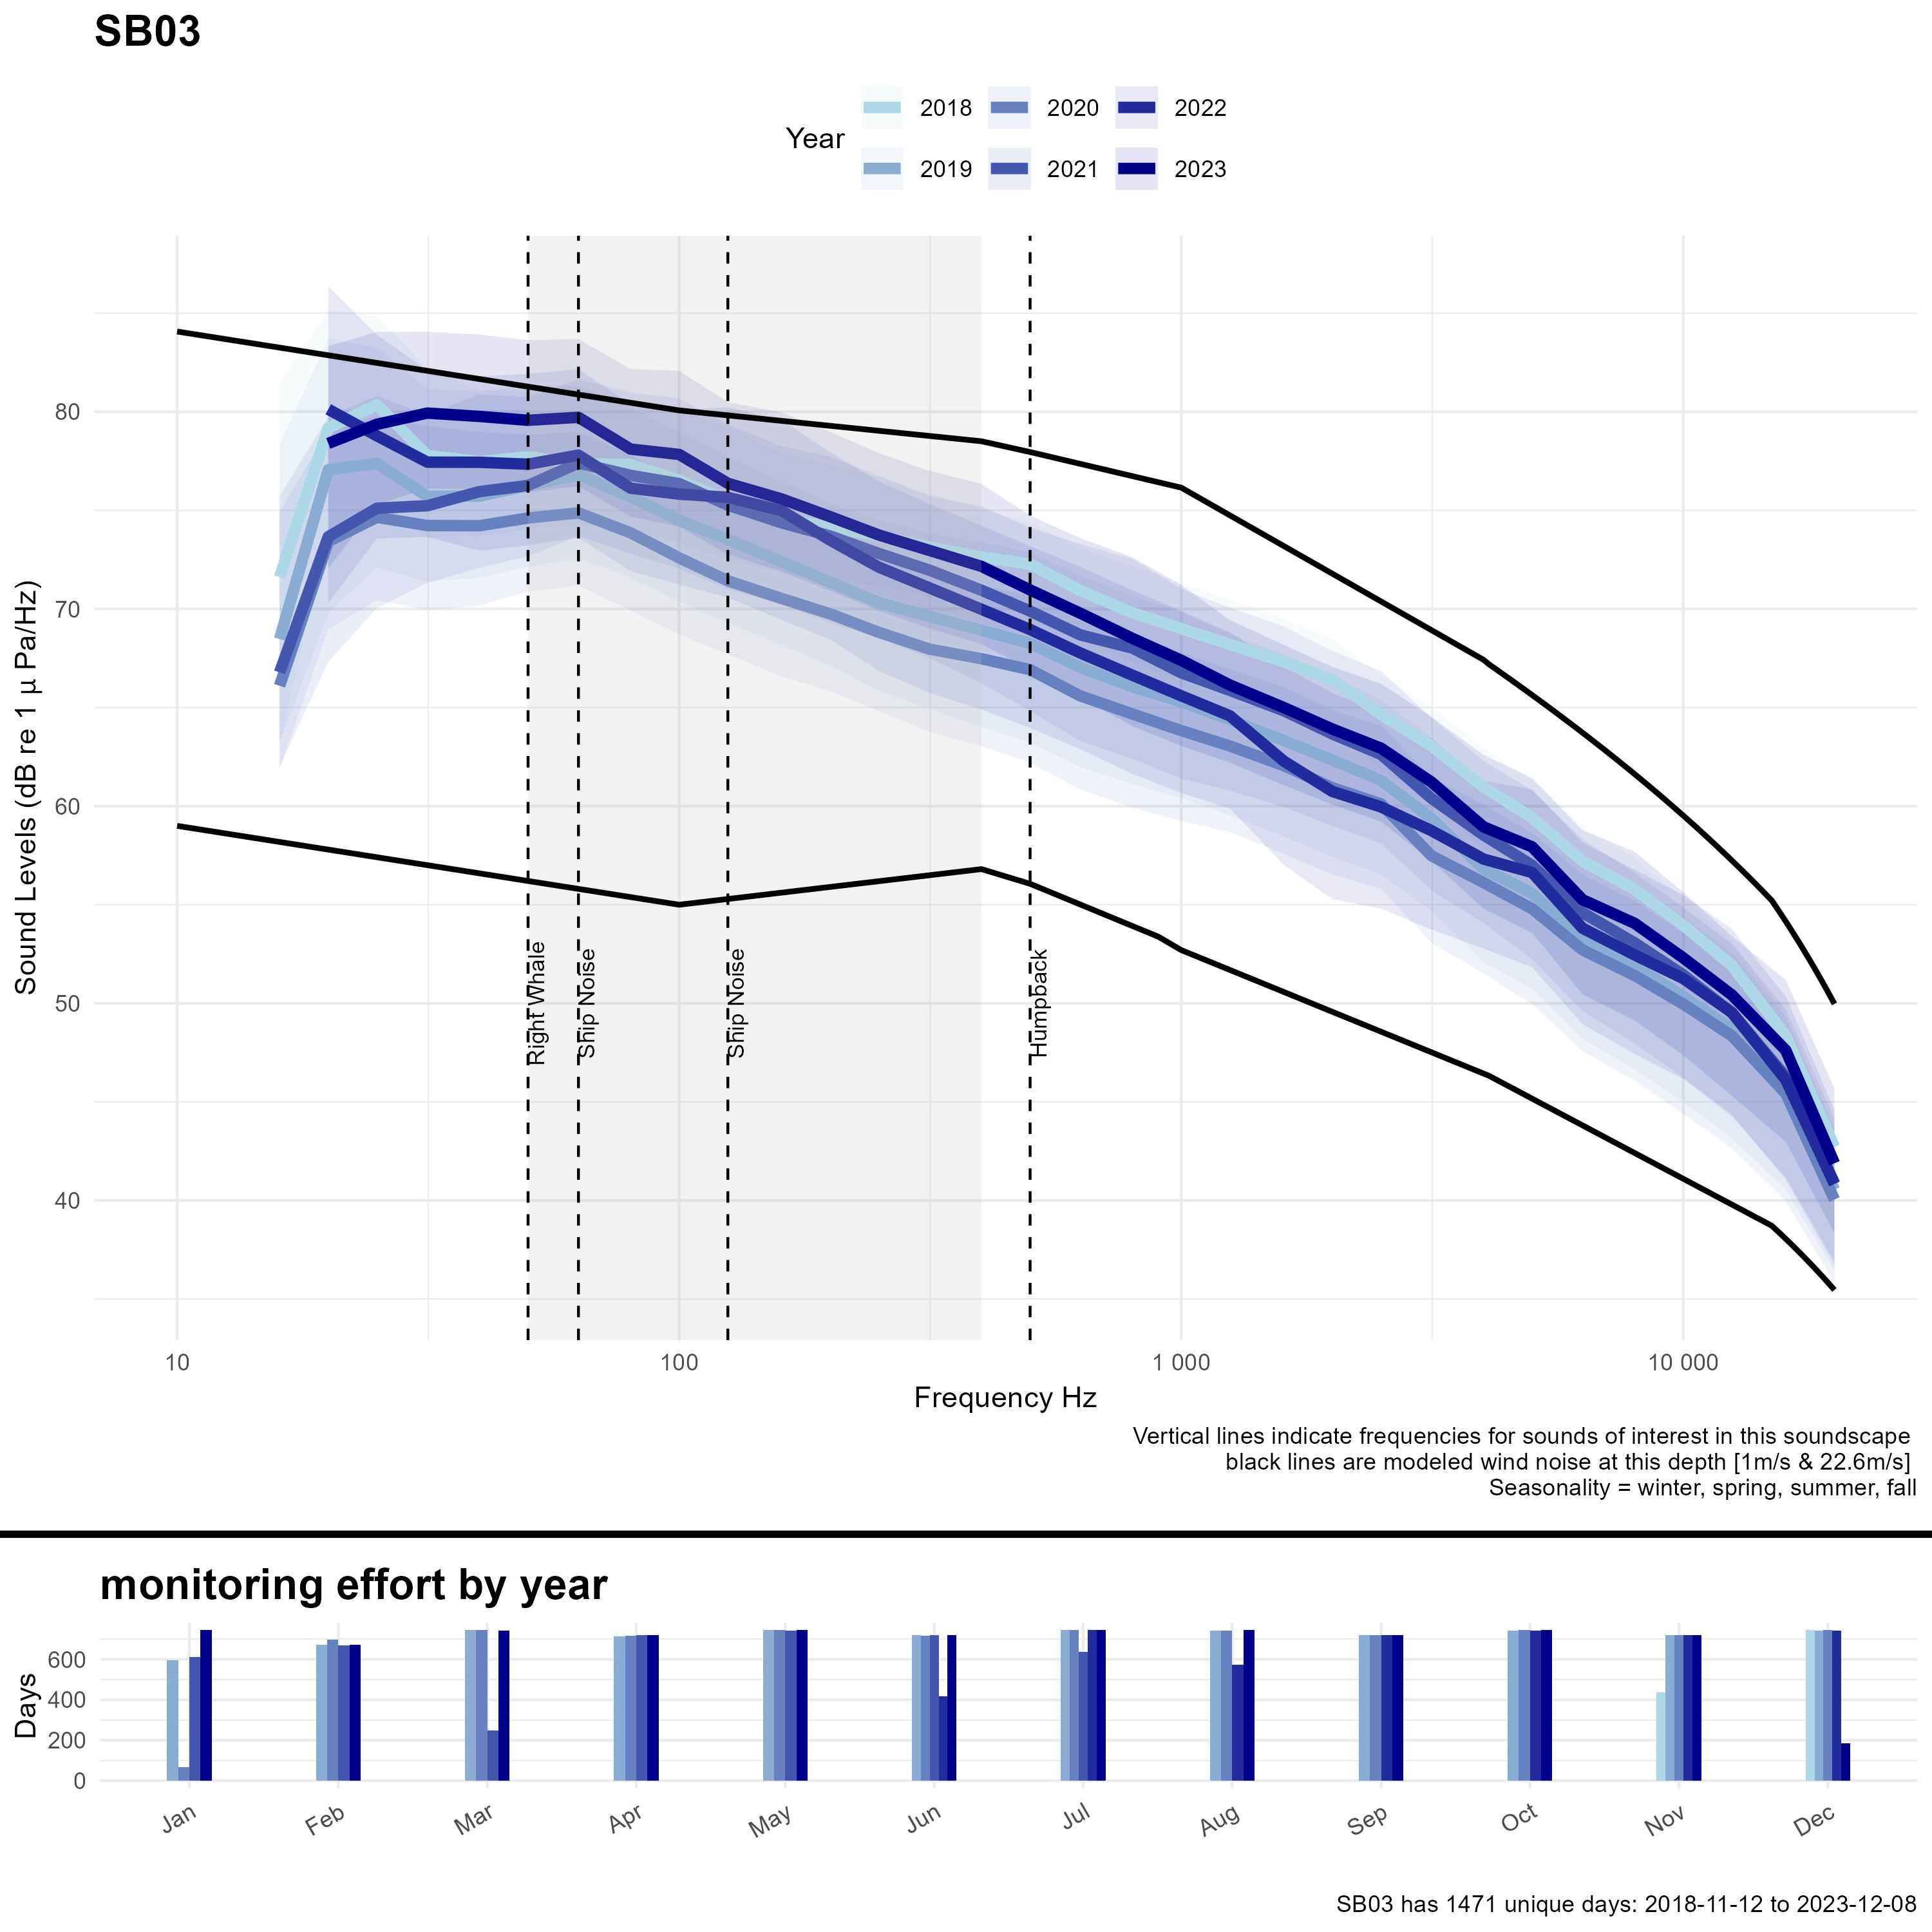 SB03
Year
2018
2020
2022
2019
2021
2023
Sound Levels (dB re 1 µ Pa/Hz)
80
70
60
50
40
Right Whale
Ship Noise
Ship Noise
Humpback
10
100
1 000
10 000
Frequency Hz
Vertical lines indicate frequencies for sounds of interest in this soundscape
black lines are modeled wind noise at this depth [1m/s & 22.6m/s]
Seasonality = winter, spring, summer, fall
monitoring effort by year
Days
600
400
200
0
Jan
Feb
Mar
Apr
May
Jun
Jul
Aug
Sep
Oct
Nov
Dec
SB03 has 1471 unique days: 2018-11-12 to 2023-12-08